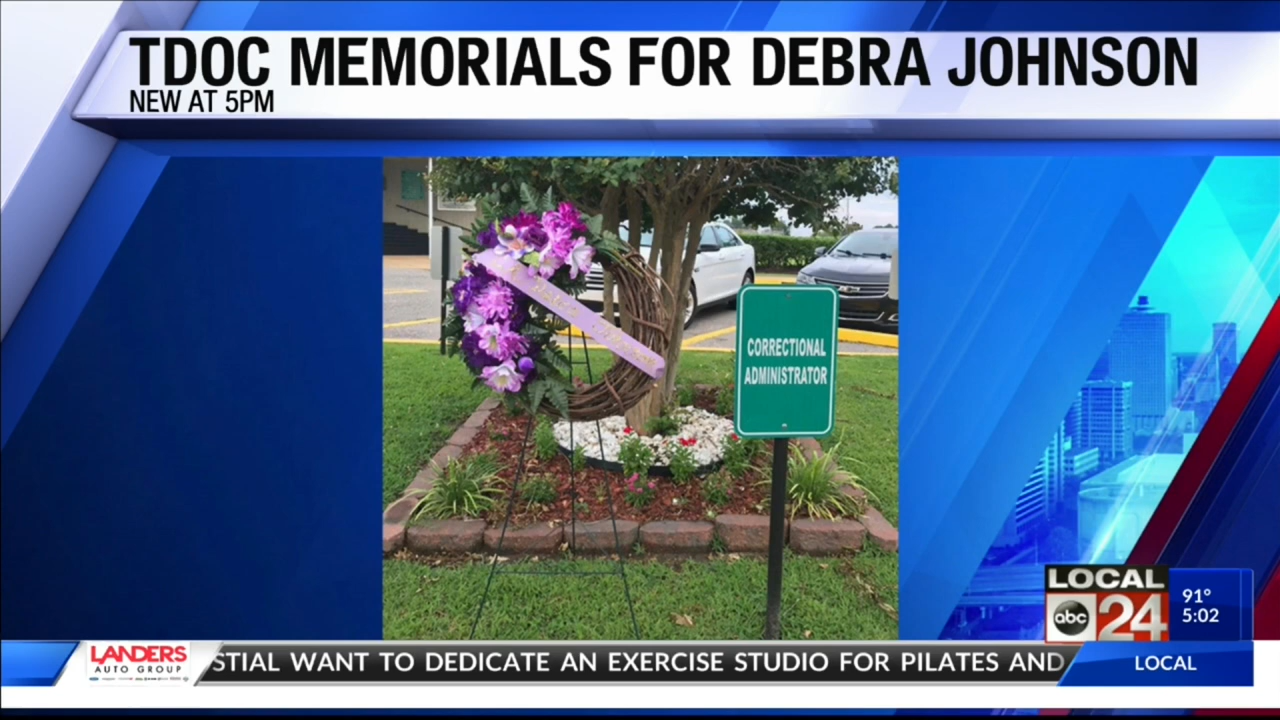 TDOC MEMORIALS FOR DEBRA JOHNSON
NEW AT 5PM
CORRECTIONAL
ADMINISTRATOR
LOCAL
abc 24
91°
5:02
LANDERS
AUTO GROUP
STIAL WANT TO DEDICATE AN EXERCISE STUDO FOR PILATES AND
LOCAL